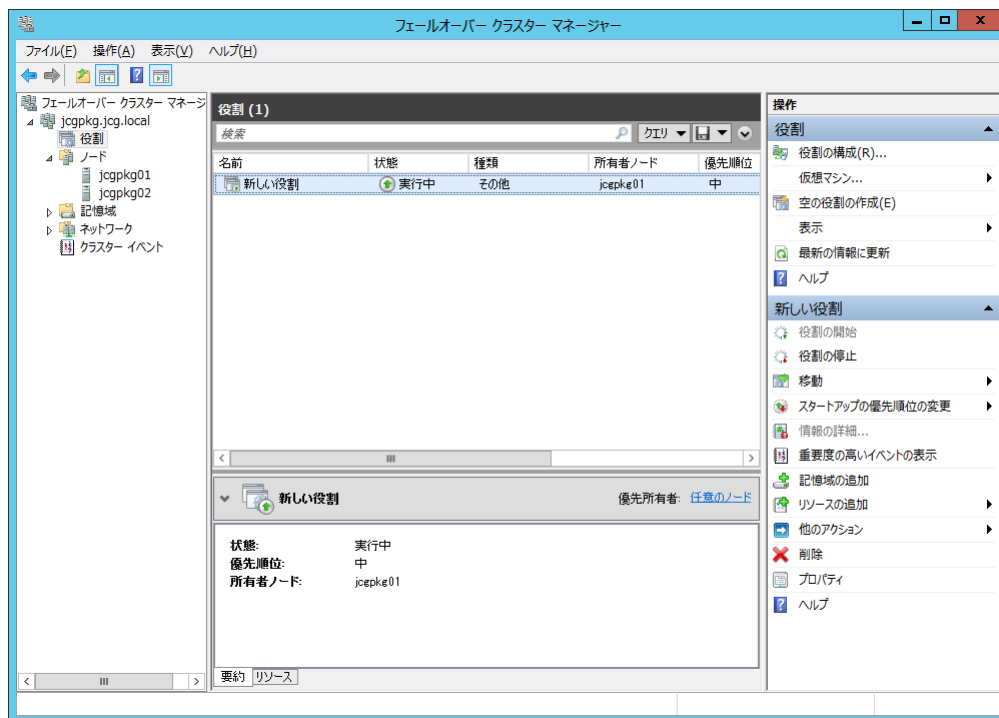 フェールオーバー クラスター マネージャー
ファイル(F) 操作(A) 表示(V) ヘルプ(H)
フェールオーバー クラスター マネージ
jcgpkg.jcg.local
役割
ノード
jcgpkg01
jcgpkg02
記憶域
ネットワーク
クラスター イベント
役割 (1)
検索 クエリ
名前 状態 種類 所有者ノード 優先順位
新しい役割 実行中 その他 jcgpkg01 中
新しい役割 優先所有者: 任意のノード
状態: 実行中
優先順位: 中
所有者ノード: jcgpkg01
要約 リソース
操作
役割
役割の構成(R)...
仮想マシン...
空の役割の作成(E)
表示
最新の情報に更新
ヘルプ
新しい役割
役割の開始
役割の停止
移動
スタートアップの優先順位の変更
情報の詳細...
重要度の高いイベントの表示
記憶域の追加
リソースの追加
他のアクション
削除
プロパティ
ヘルプ